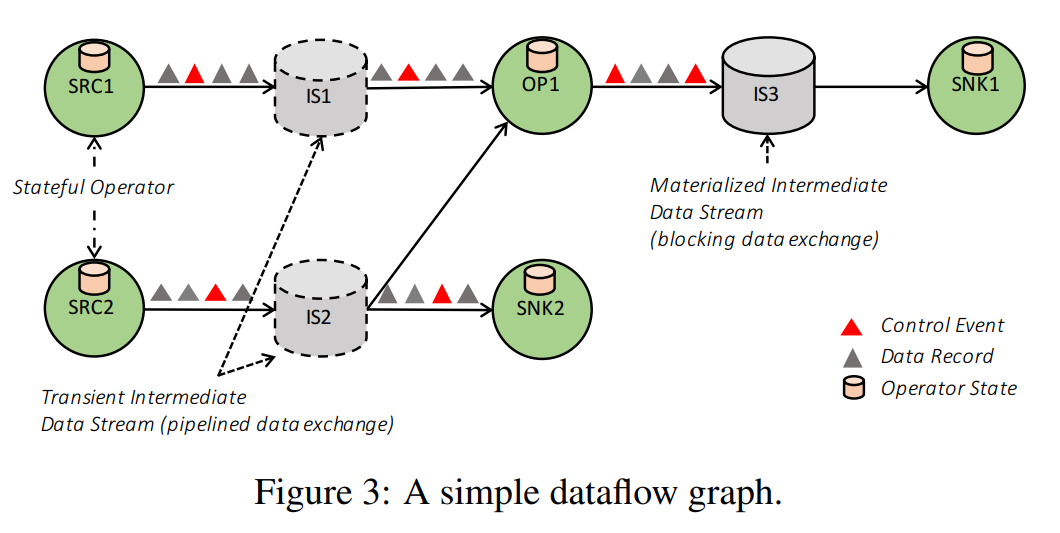 SRC1
IS1
OP1
IS3
SNK1
Stateful Operator
Materialized Intermediate
Data Stream
(blocking data exchange)
SRC2
IS2
SNK2
Control Event
Data Record
Operator State
Transient Intermediate
Data Stream (pipelined data exchange)
Figure 3: A simple dataflow graph.